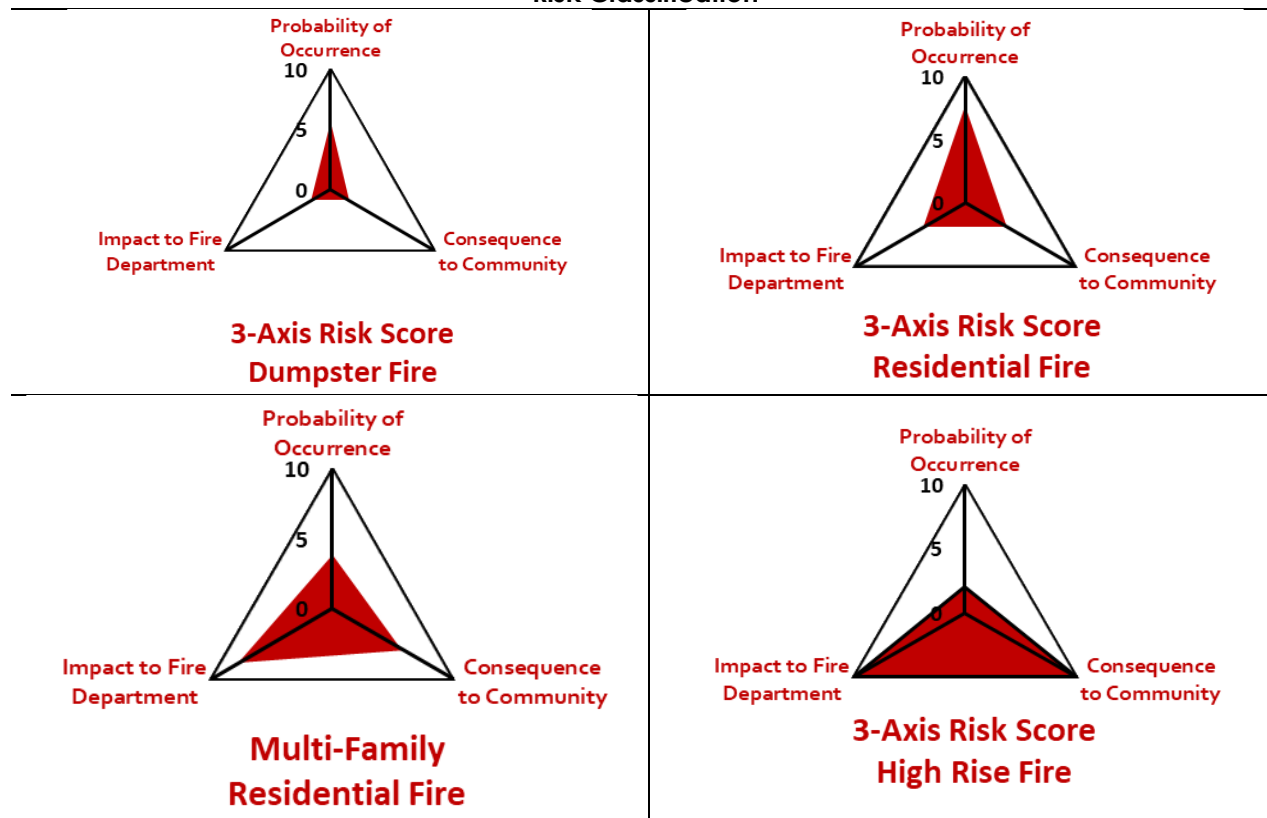 Risk Classification
Probability of
Occurrence
10
5
0
Impact to Fire
Department
Consequence
to Community
3-Axis Risk Score
Dumpster Fire
Probability of
Occurrence
10
5
0
Impact to Fire
Department
Consequence
to Community
3-Axis Risk Score
Residential Fire
Probability of
Occurrence
10
5
0
Impact to Fire
Department
Consequence
to Community
Multi-Family
Residential Fire
Probability of
Occurrence
10
5
0
Impact to Fire
Department
Consequence
to Community
3-Axis Risk Score
High Rise Fire